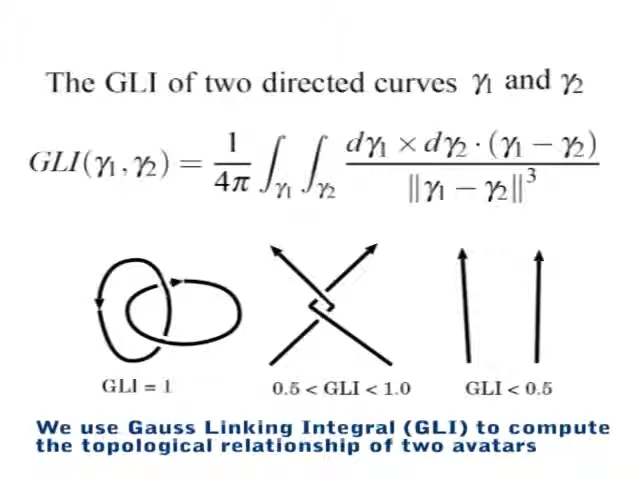 The GLI of two directed curves γ1 and γ2
GLI(γ1, γ2) = 1/4π ∫γ1 ∫γ2 dγ1 × dγ2 · (γ1 − γ2) / ‖γ1 − γ2‖³
GLI = 1
0.5 < GLI < 1.0
GLI < 0.5
We use Gauss Linking Integral (GLI) to compute
the topological relationship of two avatars